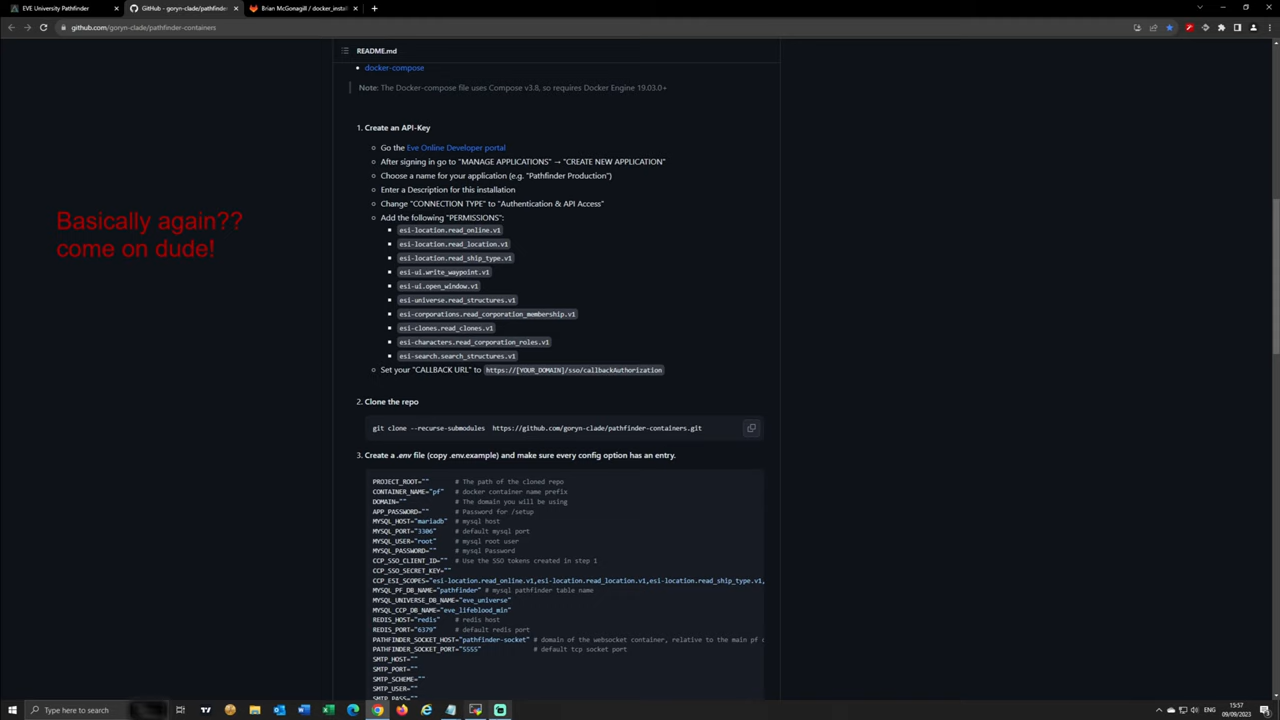 EVE University Pathfinder
GitHub - goryn-clade/pathfinder
Brian McGonagill / docker_instal
github.com/goryn-clade/pathfinder-containers
README.md
docker-compose
Note: The Docker-compose file uses Compose v3.8, so requires Docker Engine 19.03.0+
1. Create an API-Key
Go the Eve Online Developer portal
After signing in go to "MANAGE APPLICATIONS" → "CREATE NEW APPLICATION"
Choose a name for your application (e.g. "Pathfinder Production")
Enter a Description for this installation
Change "CONNECTION TYPE" to "Authentication & API Access"
Add the following "PERMISSIONS":
esi-location.read_online.v1
esi-location.read_location.v1
esi-location.read_ship_type.v1
esi-ui.write_waypoint.v1
esi-ui.open_window.v1
esi-universe.read_structures.v1
esi-corporations.read_corporation_membership.v1
esi-clones.read_clones.v1
esi-characters.read_corporation_roles.v1
esi-search.search_structures.v1
Set your "CALLBACK URL" to https://[YOUR_DOMAIN]/sso/callbackAuthorization
Basically again??
come on dude!
2. Clone the repo
git clone --recurse-submodules https://github.com/goryn-clade/pathfinder-containers.git
3. Create a .env file (copy .env.example) and make sure every config option has an entry.
PROJECT_ROOT="" # The path of the cloned repo
CONTAINER_NAME="pf" # docker container name prefix
DOMAIN="" # The domain you will be using
APP_PASSWORD="" # Password for /setup
MYSQL_HOST="mariadb" # mysql host
MYSQL_PORT="3306" # default mysql port
MYSQL_USER="root" # mysql root user
MYSQL_PASSWORD="" # mysql Password
CCP_SSO_CLIENT_ID="" # Use the SSO tokens created in step 1
CCP_SSO_SECRET_KEY=""
CCP_ESI_SCOPES="esi-location.read_online.v1,esi-location.read_location.v1,esi-location.read_ship_type.v1,
MYSQL_PF_DB_NAME="pathfinder" # mysql pathfinder table name
MYSQL_UNIVERSE_DB_NAME="eve_universe"
MYSQL_CCP_DB_NAME="eve_lifeblood_min"
REDIS_HOST="redis" # redis host
REDIS_PORT="6379" # default redis port
PATHFINDER_SOCKET_HOST="pathfinder-socket" # domain of the websocket container, relative to the main pf c
PATHFINDER_SOCKET_PORT="5555" # default tcp socket port
SMTP_HOST=""
SMTP_PORT=""
SMTP_SCHEME=""
SMTP_USER=""
SMTP_PASS=""
Type here to search
ENG
15:57
09/09/2023